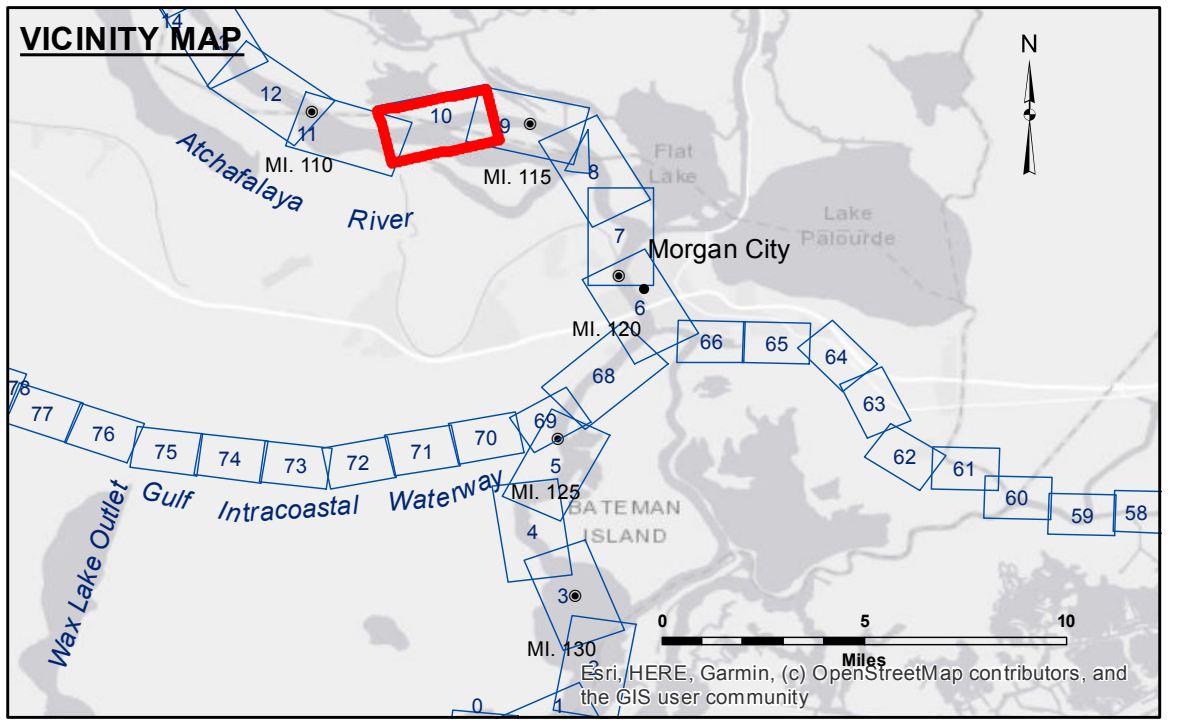 14
VICINITY MAP
N
12
10
11
9
MI. 110
MI. 115
8
Flat
Lake
Atchafalaya
River
Lake
Palourde
7
Morgan City
6
MI. 120
66
65
64
68
63
78
77
76
75
74
73
72
71
70
69
5
62
61
60
59
58
Gulf Intracoastal Waterway
MI. 125
BATEMAN
ISLAND
4
Wax Lake Outlet
3
MI. 130
2
0 5 10
Miles
Esri, HERE, Garmin, (c) OpenStreetMap contributors, and
the GIS user community
0
1